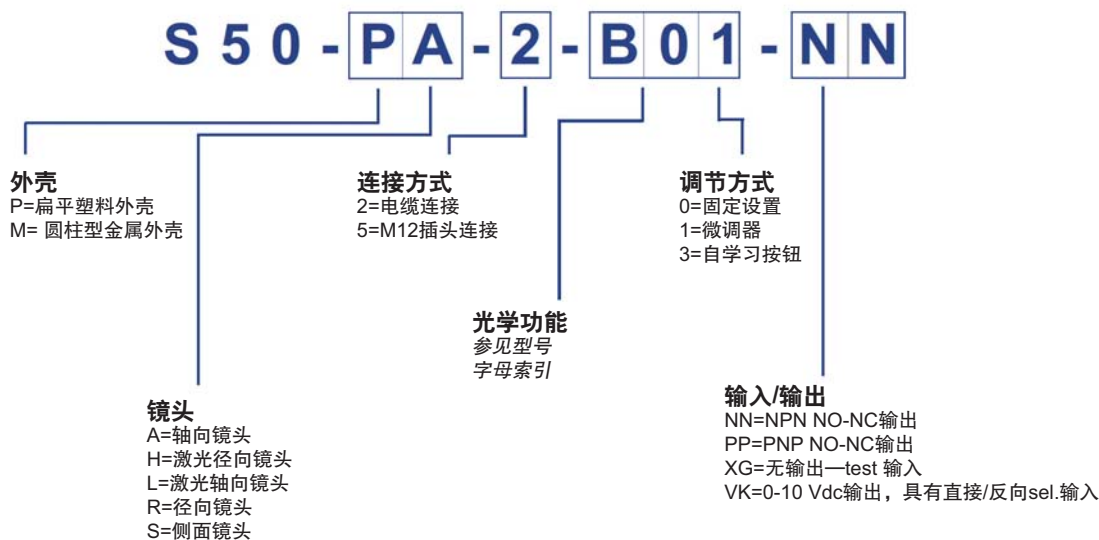 S50-PA-2-B01-NN
外壳
P=扁平塑料外壳
M= 圆柱型金属外壳
连接方式
2=电缆连接
5=M12插头连接
调节方式
0=固定设置
1=微调器
3=自学习按钮
光学功能
参见型号
字母索引
镜头
A=轴向镜头
H=激光径向镜头
L=激光轴向镜头
R=径向镜头
S=侧面镜头
输入/输出
NN=NPN NO-NC输出
PP=PNP NO-NC输出
XG=无输出—test 输入
VK=0-10 Vdc输出，具有直接/反向sel.输入